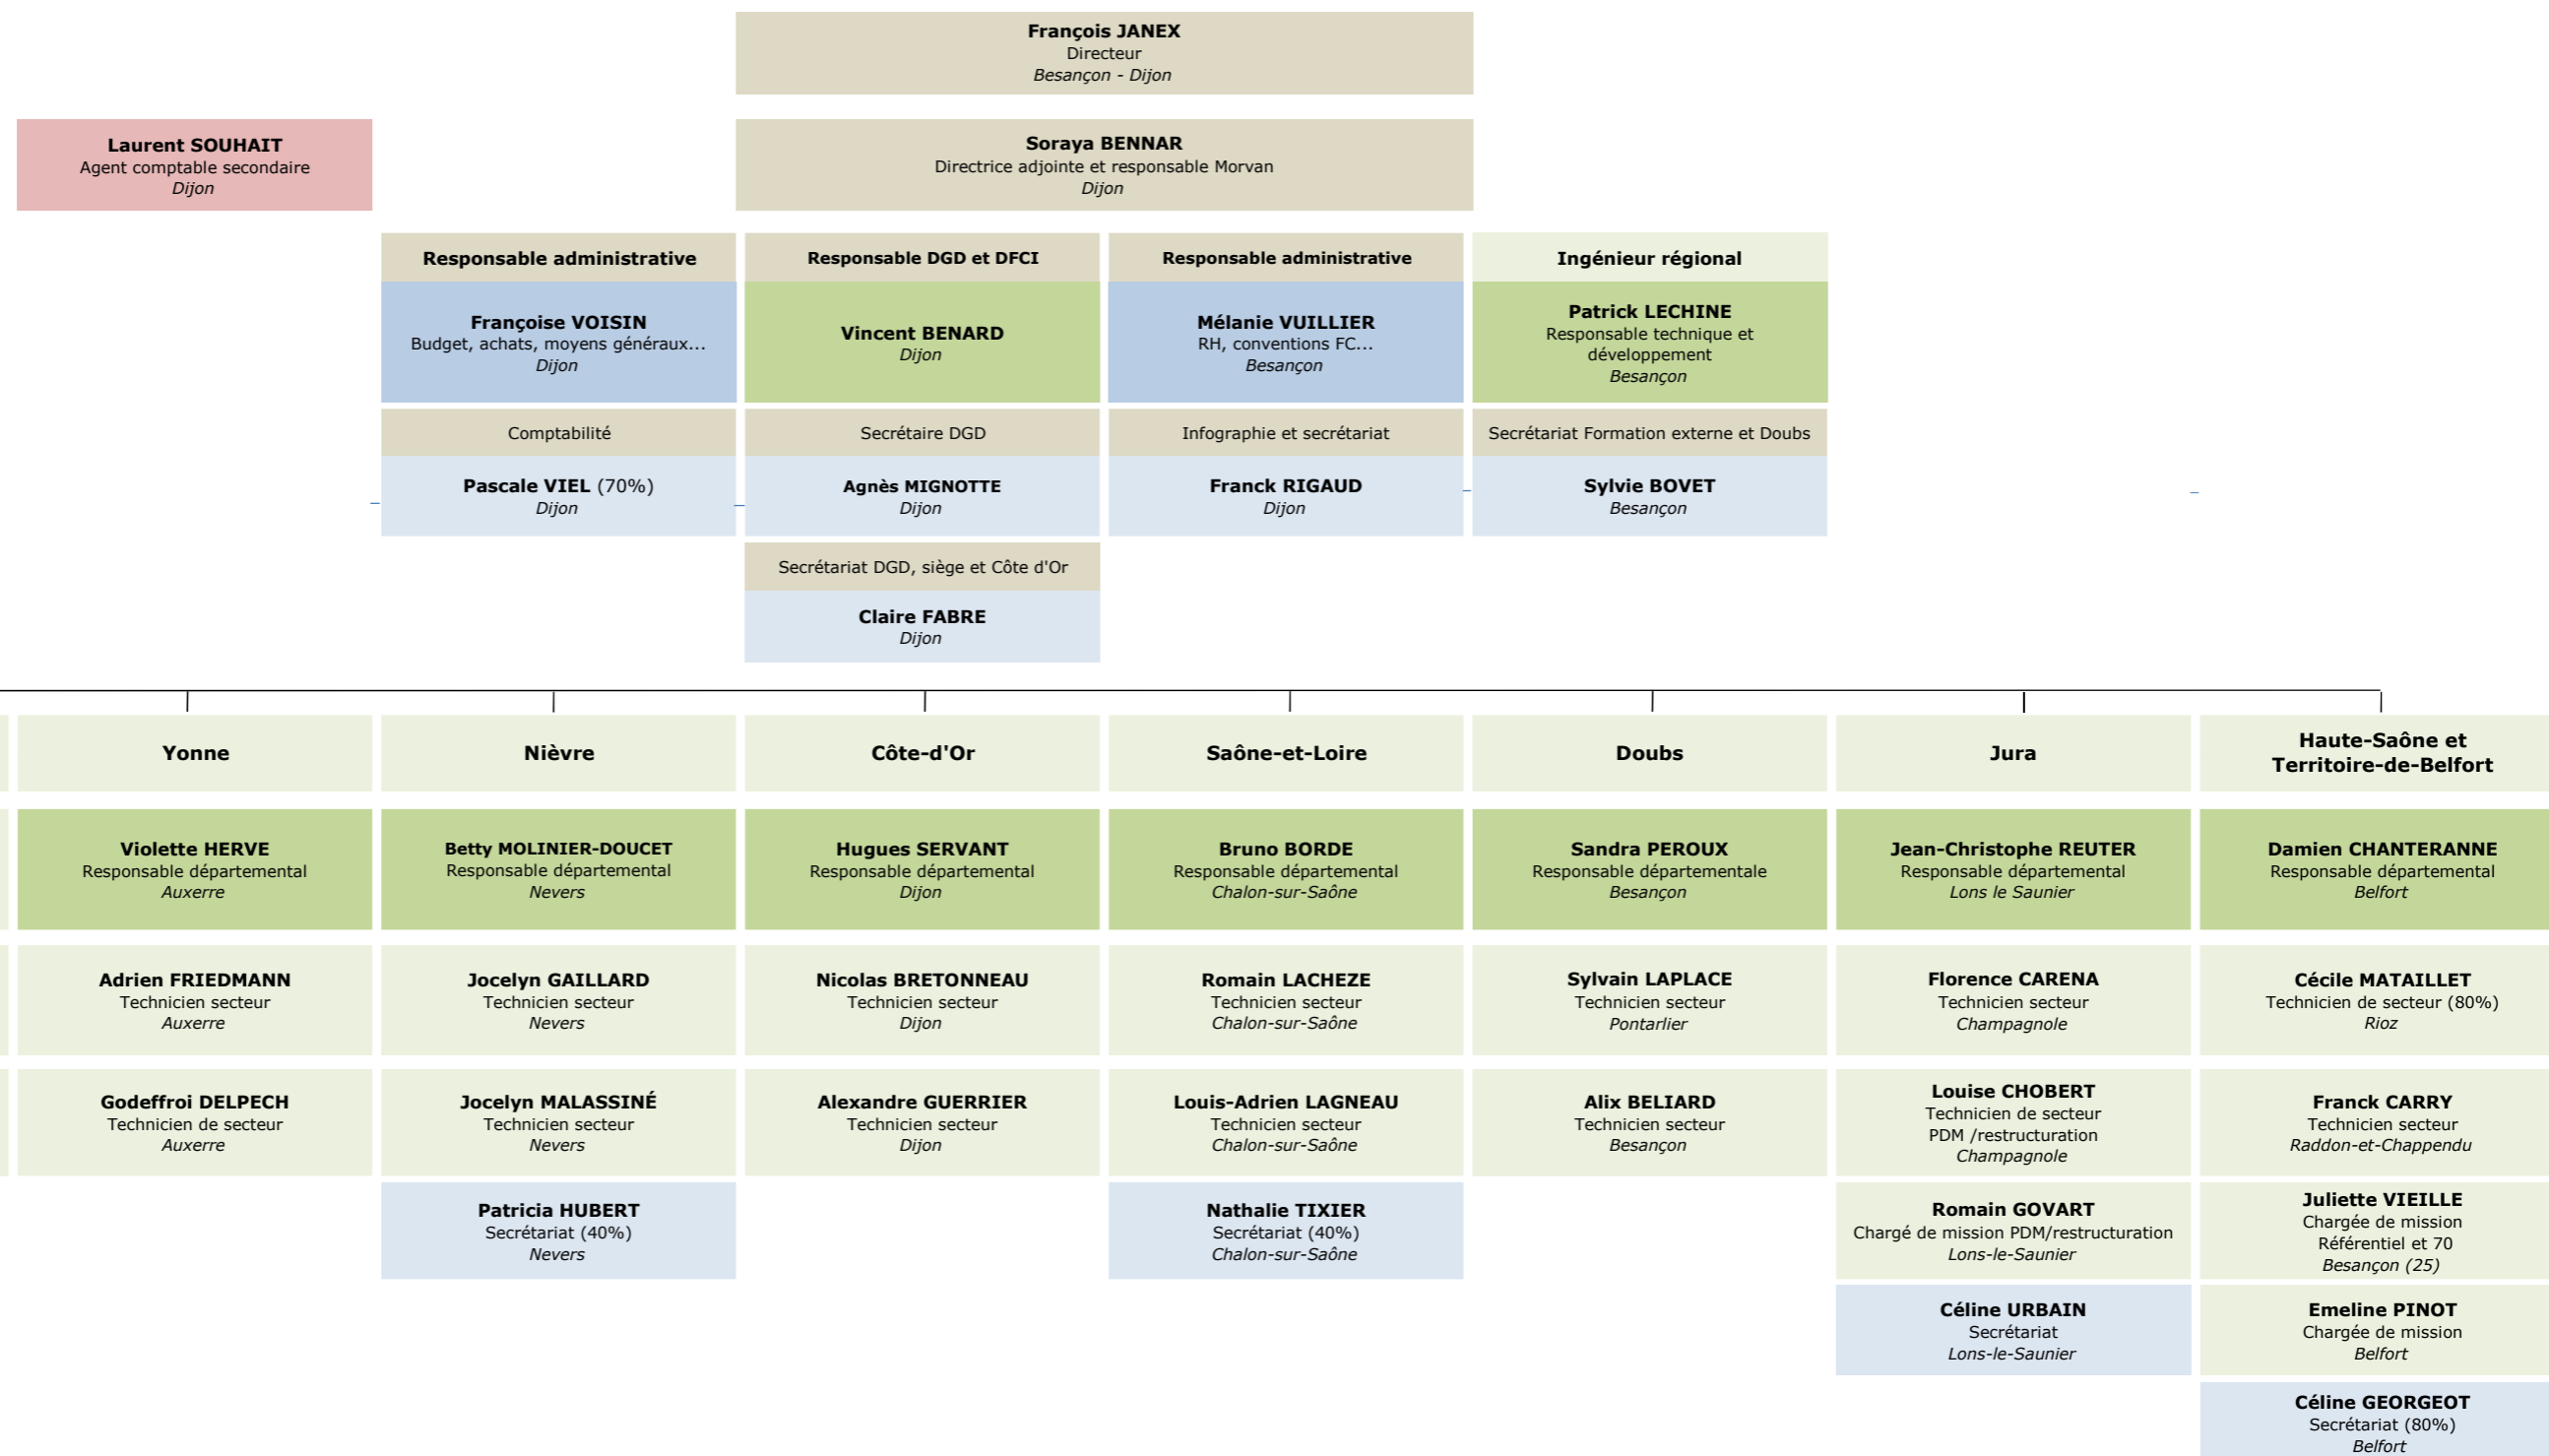 François JANEX
Directeur
Besançon - Dijon
Laurent SOUHAIT
Agent comptable secondaire
Dijon
Soraya BENNAR
Directrice adjointe et responsable Morvan
Dijon
Responsable administrative
Françoise VOISIN
Budget, achats, moyens généraux...
Dijon
Comptabilité
Pascale VIEL (70%)
Dijon
Responsable DGD et DFCI
Vincent BENARD
Dijon
Secrétaire DGD
Agnès MIGNOTTE
Dijon
Secrétariat DGD, siège et Côte d'Or
Claire FABRE
Dijon
Responsable administrative
Mélanie VUILLIER
RH, conventions FC...
Besançon
Infographie et secrétariat
Franck RIGAUD
Dijon
Ingénieur régional
Patrick LECHINE
Responsable technique et
développement
Besançon
Secrétariat Formation externe et Doubs
Sylvie BOVET
Besançon
Yonne
Violette HERVE
Responsable départemental
Auxerre
Adrien FRIEDMANN
Technicien secteur
Auxerre
Godeffroi DELPECH
Technicien de secteur
Auxerre
Nièvre
Betty MOLINIER-DOUCET
Responsable départemental
Nevers
Jocelyn GAILLARD
Technicien secteur
Nevers
Jocelyn MALASSINÉ
Technicien secteur
Nevers
Patricia HUBERT
Secrétariat (40%)
Nevers
Côte-d'Or
Hugues SERVANT
Responsable départemental
Dijon
Nicolas BRETONNEAU
Technicien secteur
Dijon
Alexandre GUERRIER
Technicien secteur
Dijon
Saône-et-Loire
Bruno BORDE
Responsable départemental
Chalon-sur-Saône
Romain LACHEZE
Technicien secteur
Chalon-sur-Saône
Louis-Adrien LAGNEAU
Technicien secteur
Chalon-sur-Saône
Nathalie TIXIER
Secrétariat (40%)
Chalon-sur-Saône
Doubs
Sandra PEROUX
Responsable départementale
Besançon
Sylvain LAPLACE
Technicien secteur
Pontarlier
Alix BELIARD
Technicien secteur
Besançon
Jura
Jean-Christophe REUTER
Responsable départemental
Lons le Saunier
Florence CARENA
Technicien secteur
Champagnole
Louise CHOBERT
Technicien de secteur
PDM /restructuration
Champagnole
Romain GOVART
Chargé de mission PDM/restructuration
Lons-le-Saunier
Céline URBAIN
Secrétariat
Lons-le-Saunier
Haute-Saône et
Territoire-de-Belfort
Damien CHANTERANNE
Responsable départemental
Belfort
Cécile MATAILLET
Technicien de secteur (80%)
Rioz
Franck CARRY
Technicien secteur
Raddon-et-Chappendu
Juliette VIEILLE
Chargée de mission
Référentiel et 70
Besançon (25)
Emeline PINOT
Chargée de mission
Belfort
Céline GEORGEOT
Secrétariat (80%)
Belfort